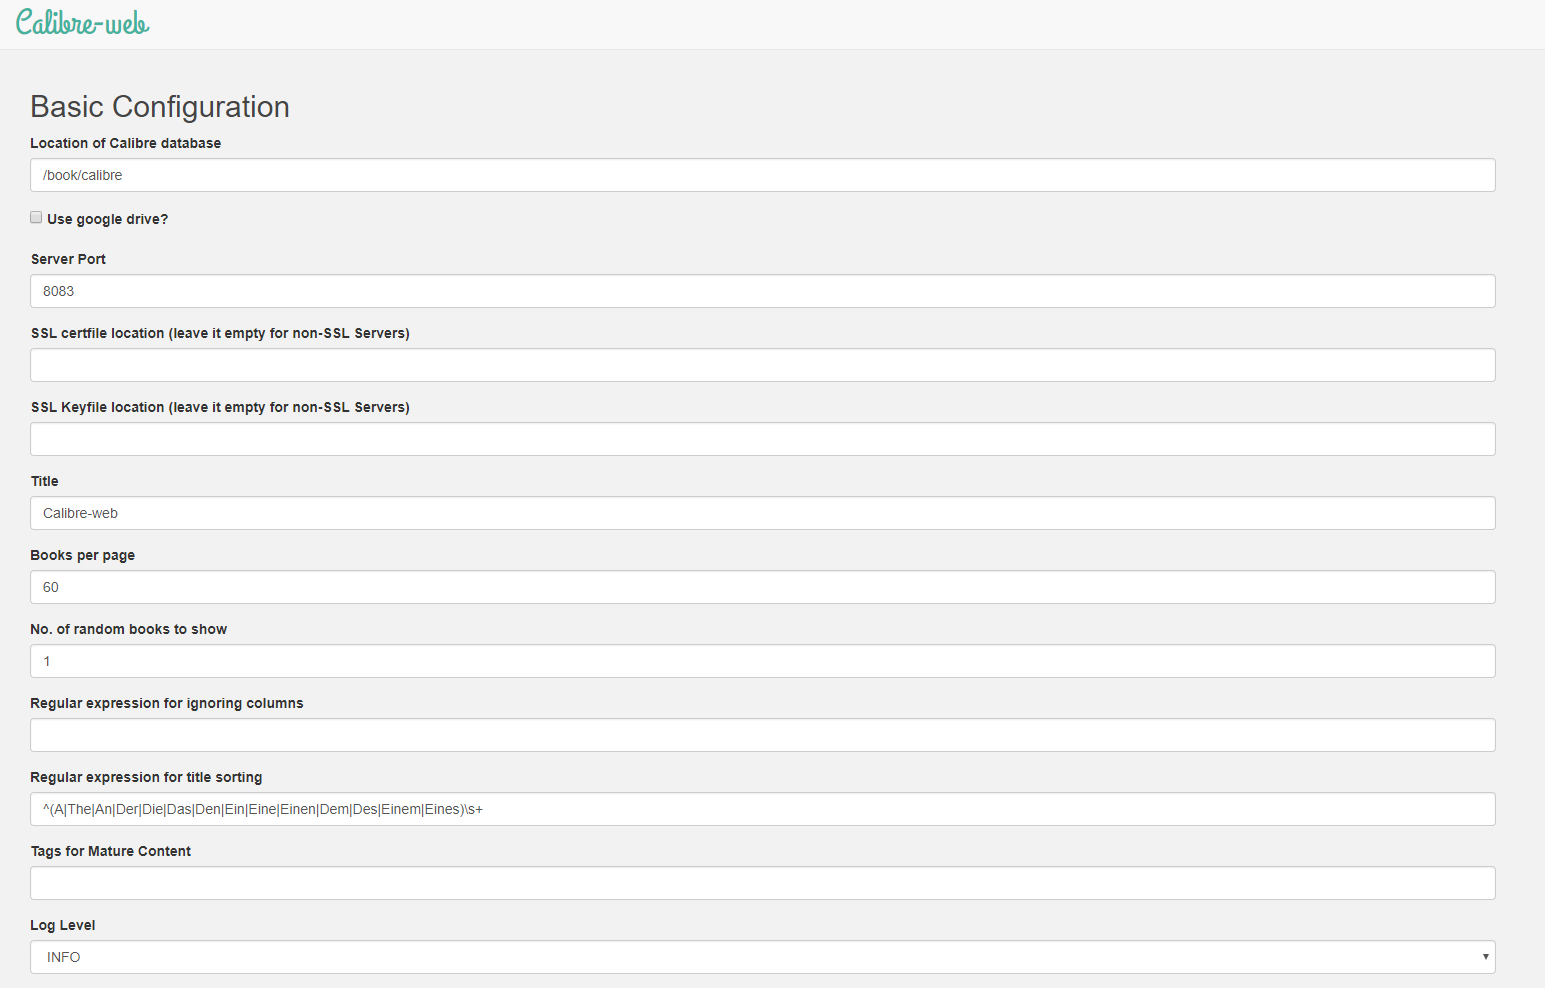 Calibre-web
Basic Configuration
Location of Calibre database
/book/calibre
Use google drive?
Server Port
8083
SSL certfile location (leave it empty for non-SSL Servers)
SSL Keyfile location (leave it empty for non-SSL Servers)
Title
Calibre-web
Books per page
60
No. of random books to show
1
Regular expression for ignoring columns
Regular expression for title sorting
^(A|The|An|Der|Die|Das|Den|Ein|Eine|Einen|Dem|Des|Einem|Eines)\s+
Tags for Mature Content
Log Level
INFO